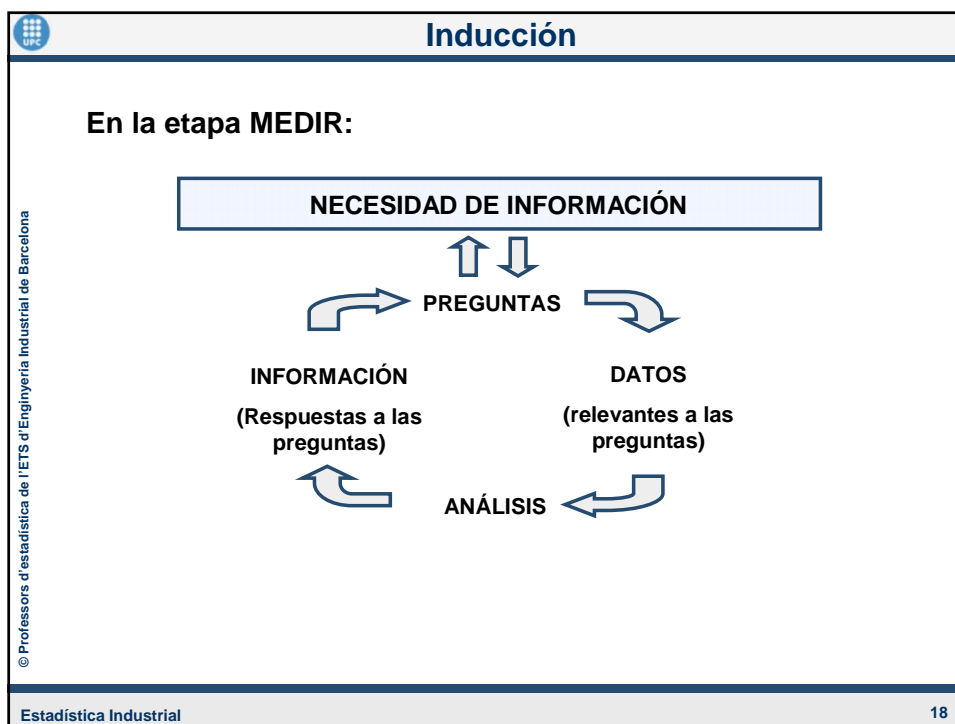 UPC
Inducción
En la etapa MEDIR:
NECESIDAD DE INFORMACIÓN
PREGUNTAS
INFORMACIÓN
(Respuestas a las
preguntas)
DATOS
(relevantes a las
preguntas)
ANÁLISIS
© Professors d'estadística de l'ETS d'Enginyeria Industrial de Barcelona
Estadística Industrial
18